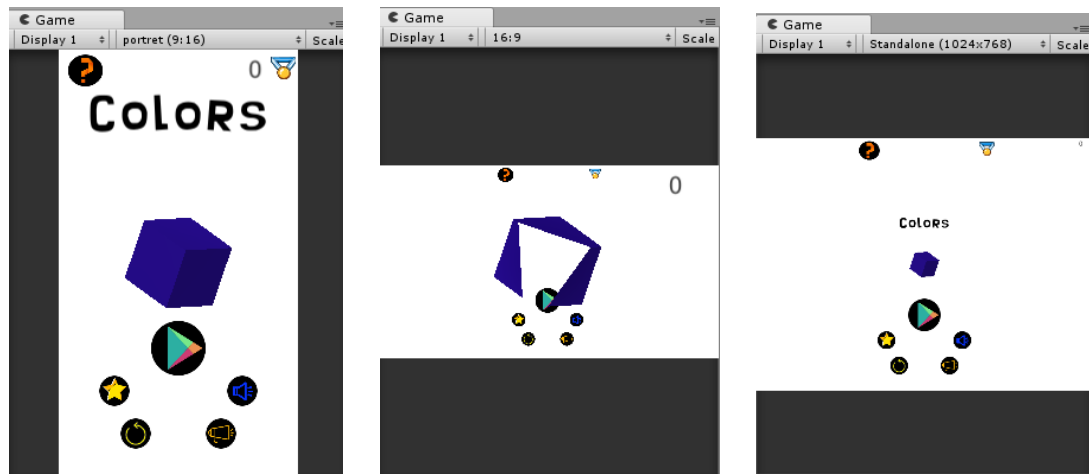 Game
Display 1 portret (9:16) Scale
? 0
ColoRs
Game
Display 1 16:9 Scale
?
0
Game
Display 1 Standalone (1024x768) Scale
? 0
ColoRs